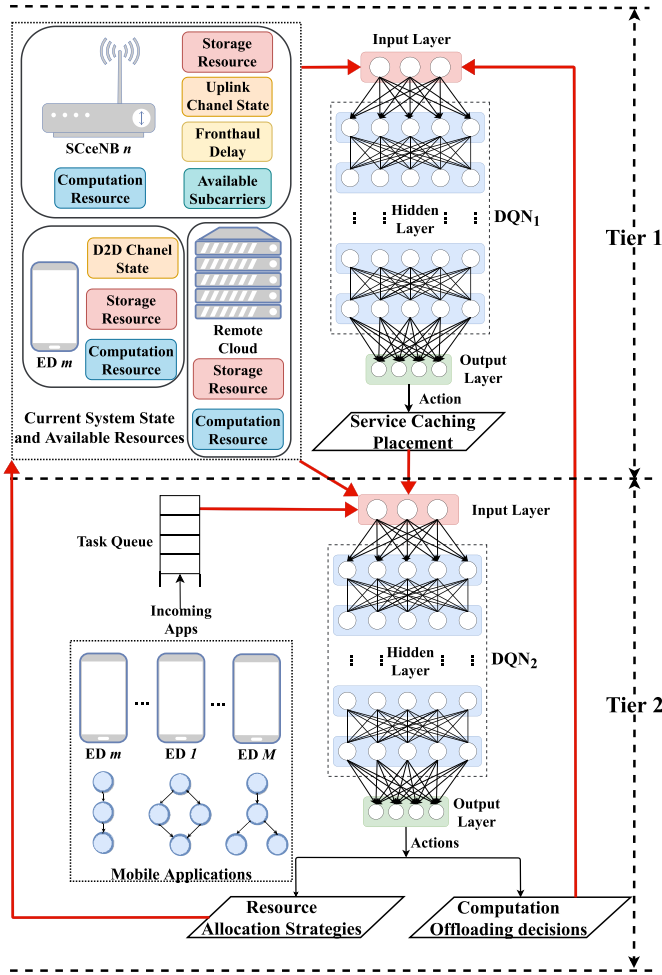 Storage
Resource
Uplink
Chanel State
Fronthaul
Delay
SCceNB n
Computation
Resource
Available
Subcarriers
D2D Chanel
State
Storage
Resource
Computation
Resource
ED m
Remote
Cloud
Storage
Resource
Computation
Resource
Current System State
and Available Resources
Input Layer
Hidden
Layer
DQN1
Output
Layer
Action
Service Caching
Placement
Tier 1
Task Queue
Incoming
Apps
Input Layer
Hidden
Layer
DQN2
ED m
ED 1
ED M
Mobile Applications
Output
Layer
Actions
Resource
Allocation Strategies
Computation
Offloading decisions
Tier 2